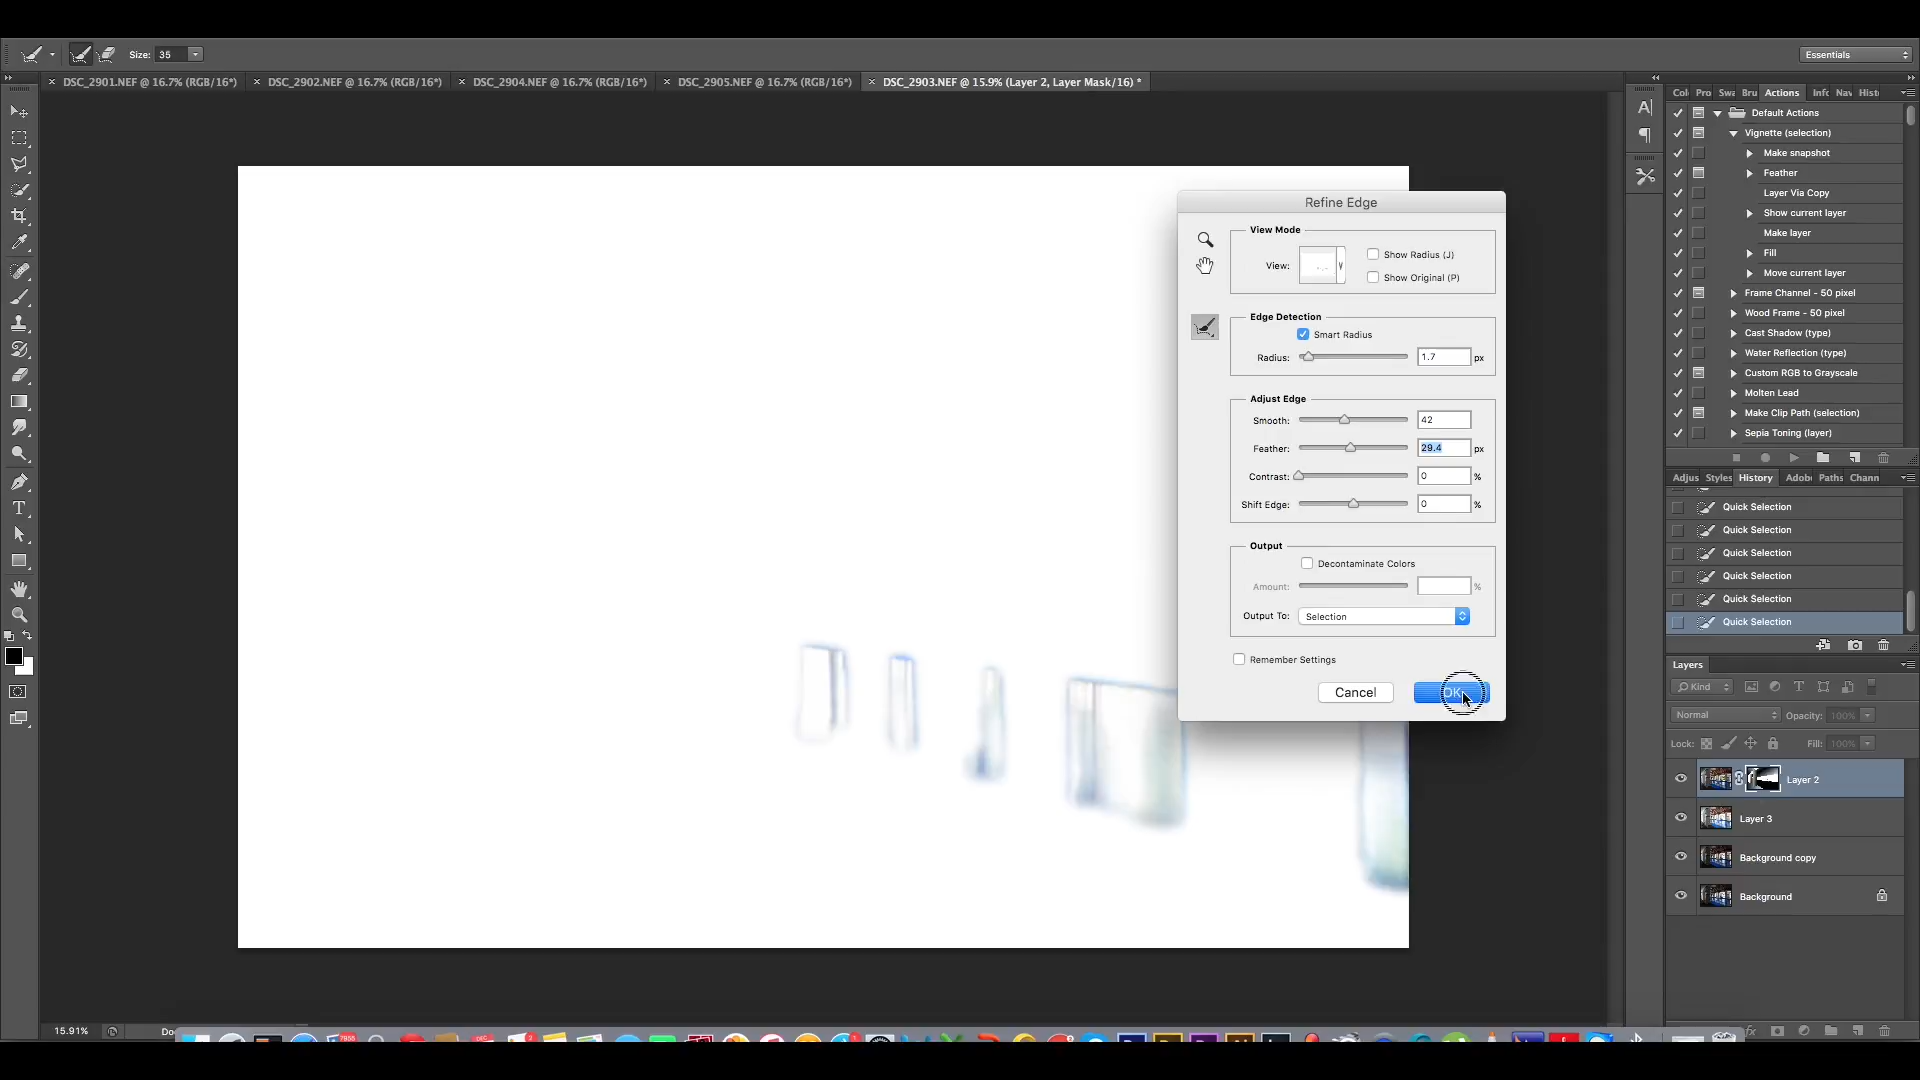 Size: 35
Essentials
DSC_2901.NEF @ 16.7% (RGB/16*)
DSC_2902.NEF @ 16.7% (RGB/16*)
DSC_2904.NEF @ 16.7% (RGB/16*)
DSC_2905.NEF @ 16.7% (RGB/16*)
DSC_2903.NEF @ 15.9% (Layer 2, Layer Mask/16) *
Col Pro Swa Bru Actions Info Nav Hist
Default Actions
Vignette (selection)
Make snapshot
Feather
Layer Via Copy
Show current layer
Make layer
Fill
Move current layer
Frame Channel - 50 pixel
Wood Frame - 50 pixel
Cast Shadow (type)
Water Reflection (type)
Custom RGB to Grayscale
Molten Lead
Make Clip Path (selection)
Sepia Toning (layer)
Refine Edge
View Mode
View:
Show Radius (J)
Show Original (P)
Edge Detection
Smart Radius
Radius: 1.7 px
Adjust Edge
Smooth: 42
Feather: 29.4 px
Contrast: 0 %
Shift Edge: 0 %
Output
Decontaminate Colors
Amount: %
Output To: Selection
Remember Settings
Cancel
OK
Adjus Styles History Adobe Paths Chann
Quick Selection
Quick Selection
Quick Selection
Quick Selection
Quick Selection
Quick Selection
Layers
Kind
Normal Opacity: 100%
Lock: Fill: 100%
Layer 2
Layer 3
Background copy
Background
15.91%
Doc